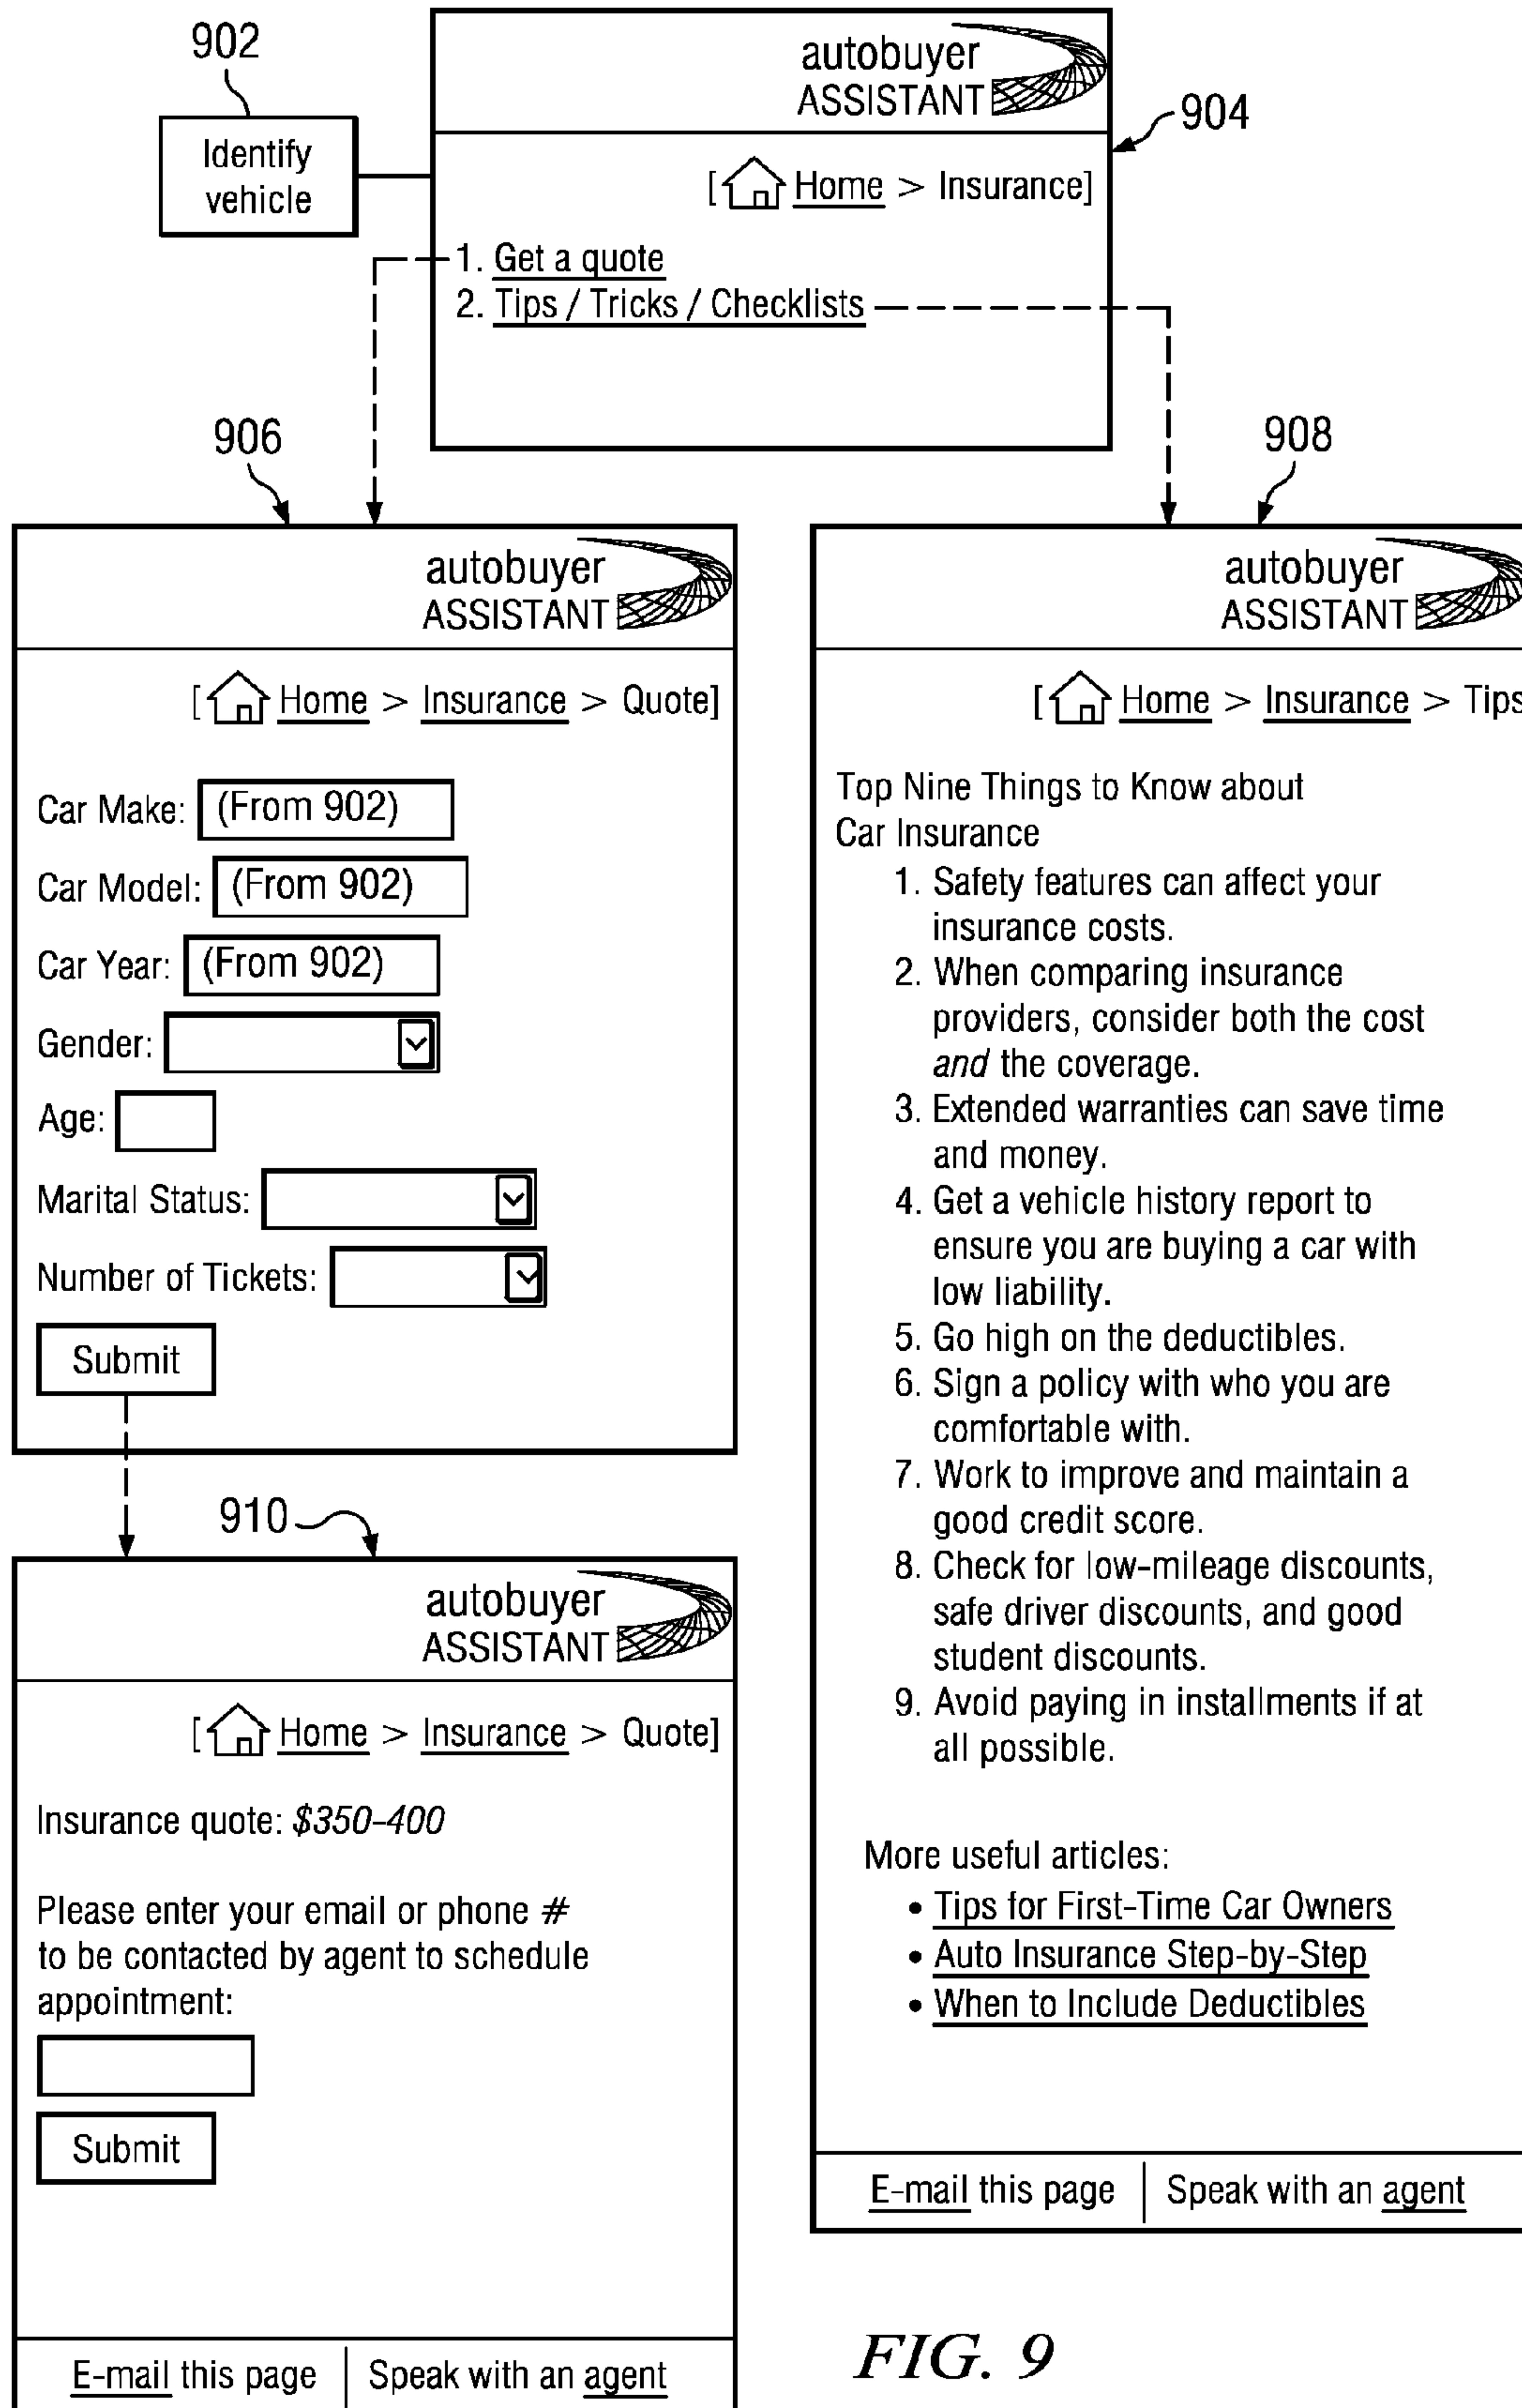 902
Identify
vehicle
autobuyer
ASSISTANT
904
[ Home > Insurance]
1. Get a quote
2. Tips / Tricks / Checklists
906
autobuyer
ASSISTANT
[ Home > Insurance > Quote]
Car Make: (From 902)
Car Model: (From 902)
Car Year: (From 902)
Gender:
Age:
Marital Status:
Number of Tickets:
Submit
908
autobuyer
ASSISTANT
[ Home > Insurance > Tips
Top Nine Things to Know about
Car Insurance
1. Safety features can affect your
insurance costs.
2. When comparing insurance
providers, consider both the cost
and the coverage.
3. Extended warranties can save time
and money.
4. Get a vehicle history report to
ensure you are buying a car with
low liability.
5. Go high on the deductibles.
6. Sign a policy with who you are
comfortable with.
7. Work to improve and maintain a
good credit score.
8. Check for low-mileage discounts,
safe driver discounts, and good
student discounts.
9. Avoid paying in installments if at
all possible.
More useful articles:
• Tips for First-Time Car Owners
• Auto Insurance Step-by-Step
• When to Include Deductibles
E-mail this page | Speak with an agent
910
autobuyer
ASSISTANT
[ Home > Insurance > Quote]
Insurance quote: $350-400
Please enter your email or phone #
to be contacted by agent to schedule
appointment:
Submit
E-mail this page | Speak with an agent
FIG. 9